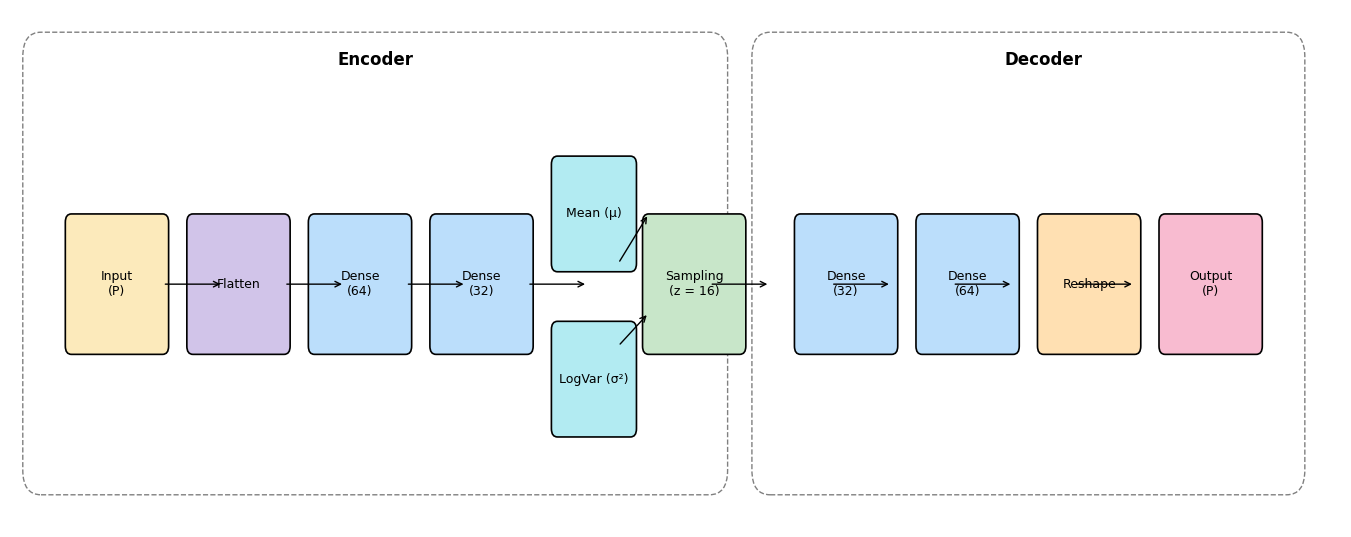 Encoder
Input
(P)
Flatten
Dense
(64)
Dense
(32)
Mean (μ)
LogVar (σ²)
Sampling
(z = 16)
Decoder
Dense
(32)
Dense
(64)
Reshape
Output
(P)